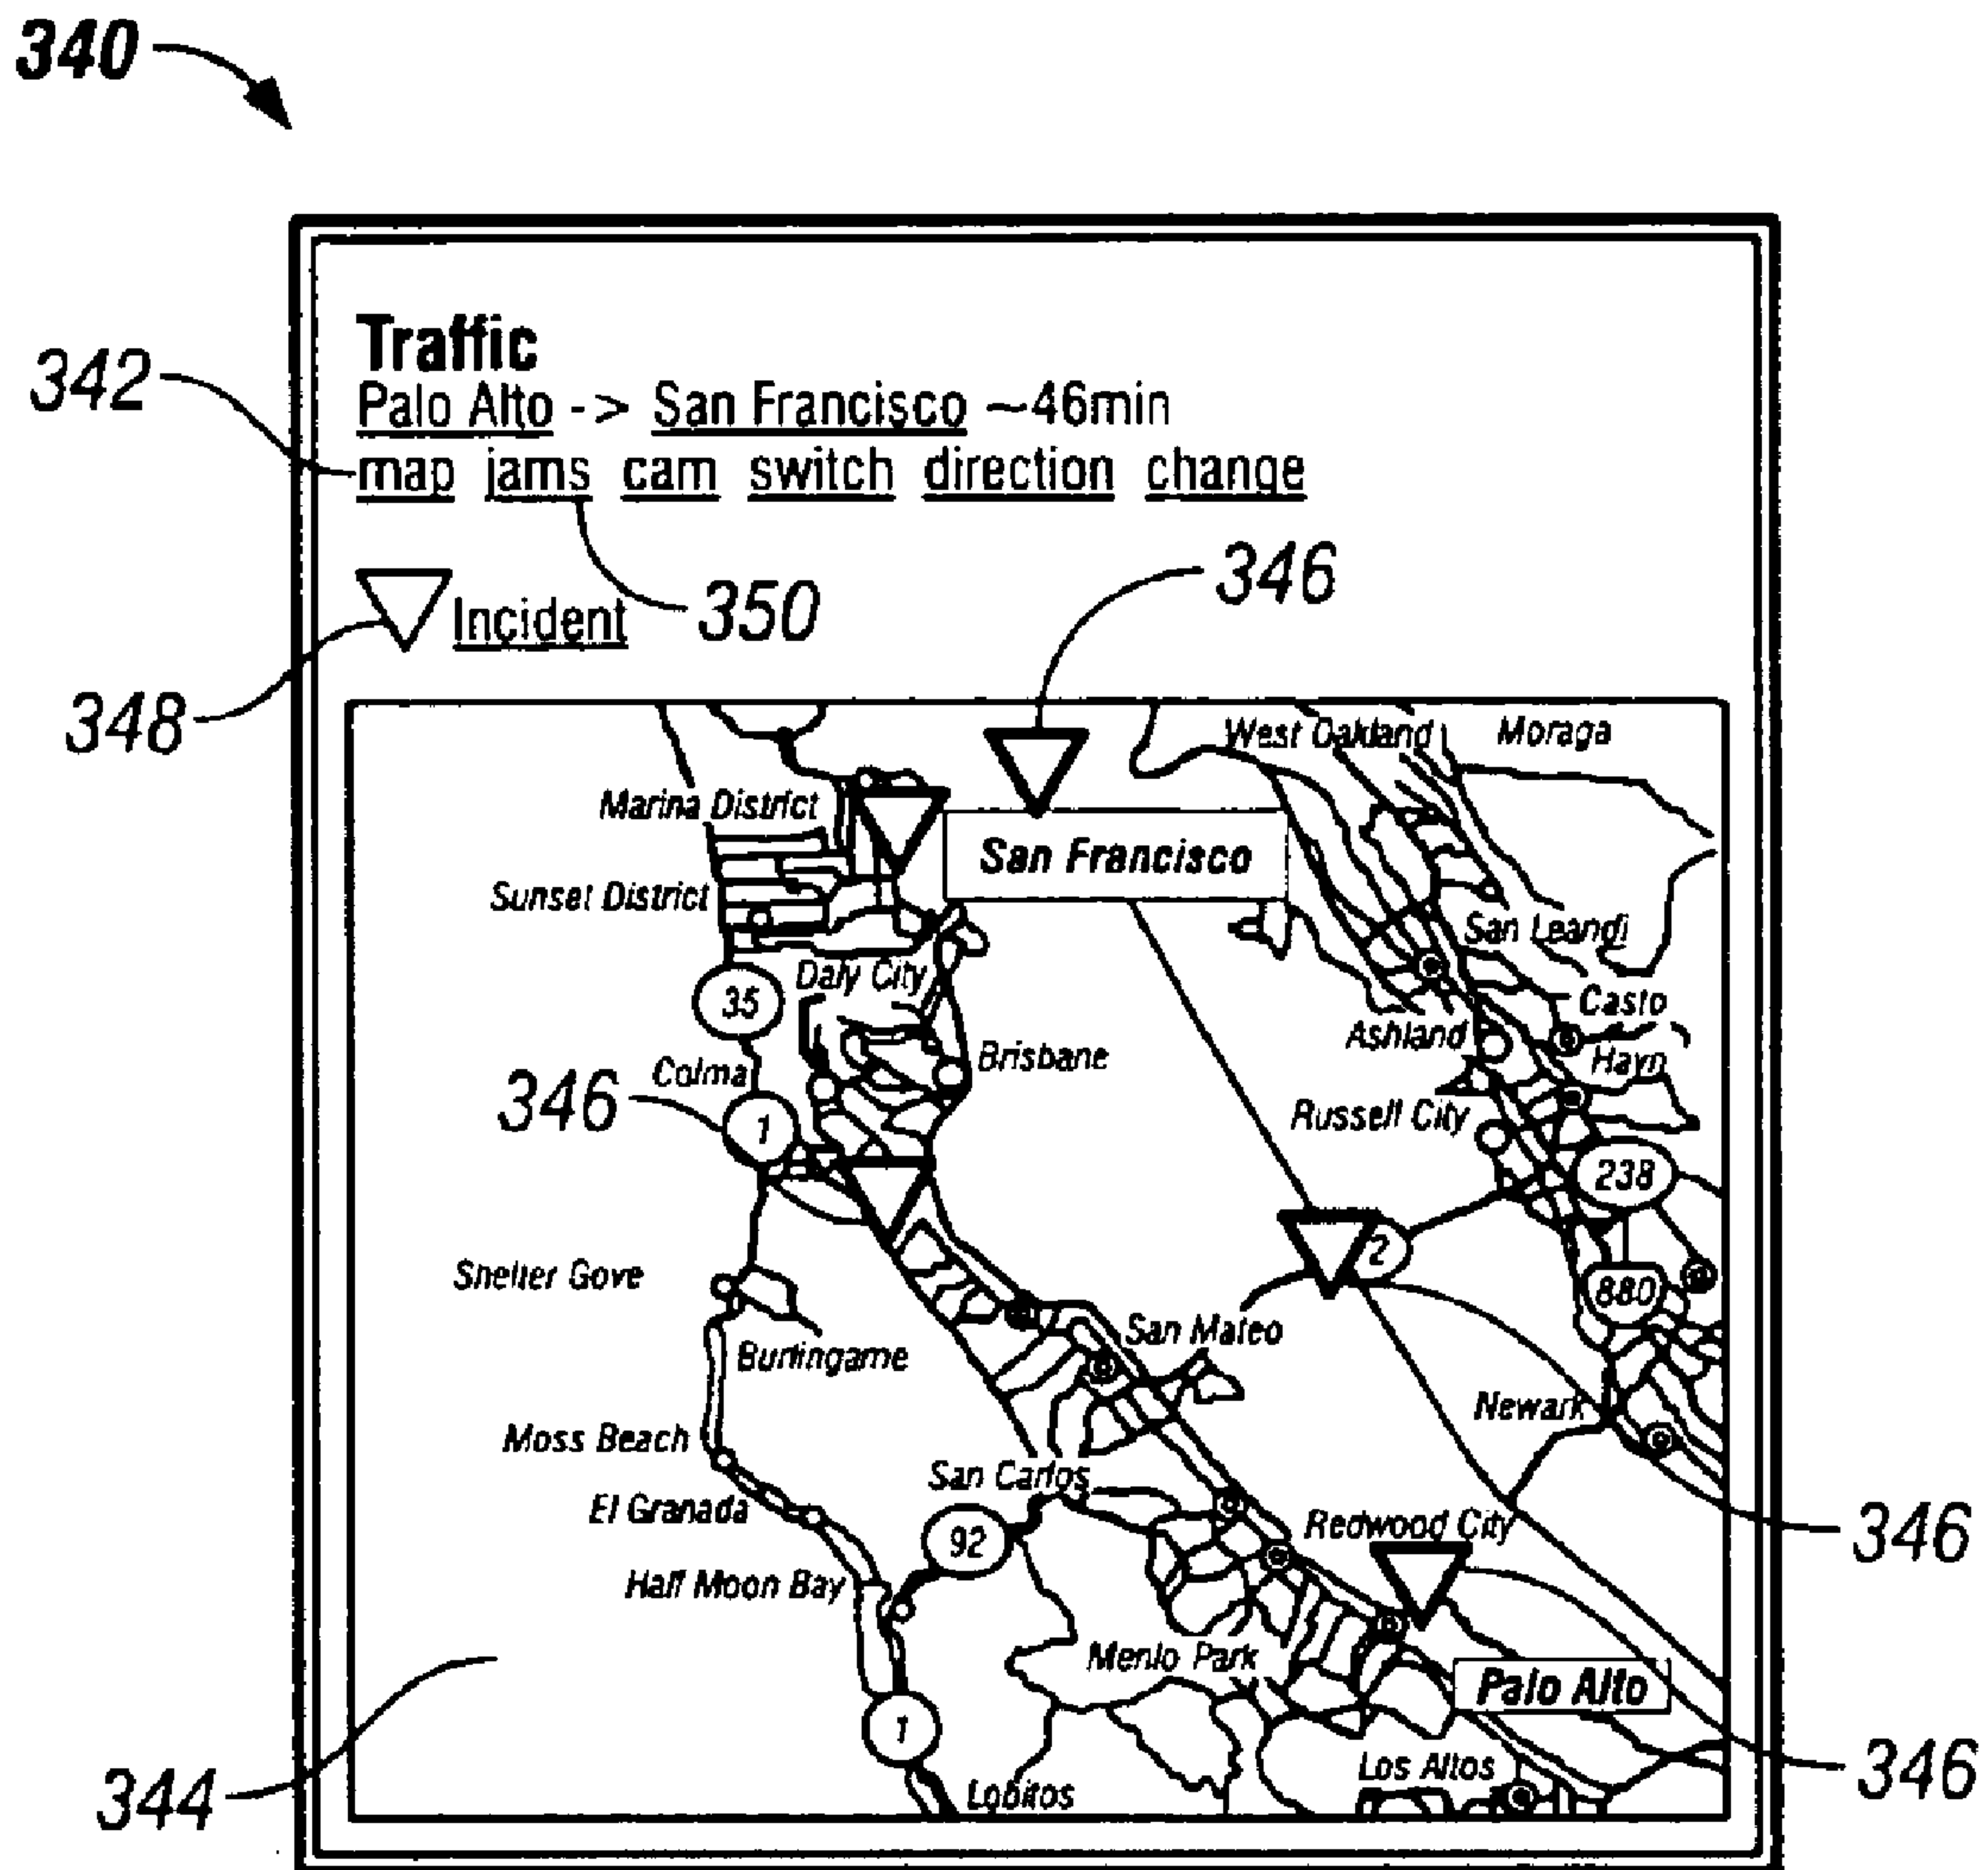 340
Traffic
342
Palo Alto -> San Francisco ~46min
map jams cam switch direction change
346
Incident
350
348
West Oakland
Moraga
Marina District
San Francisco
Sunset District
San Leandi
Daly City
35
Casto
Ashland
Hayn
Brisbane
Colma
346
1
Russell City
238
2
Shelter Gove
880
San Mateo
Burlingame
Newark
Moss Beach
San Carlos
El Granada
Redwood City
346
92
Half Moon Bay
Menlo Park
Palo Alto
1
Los Altos
346
344
Lobitos